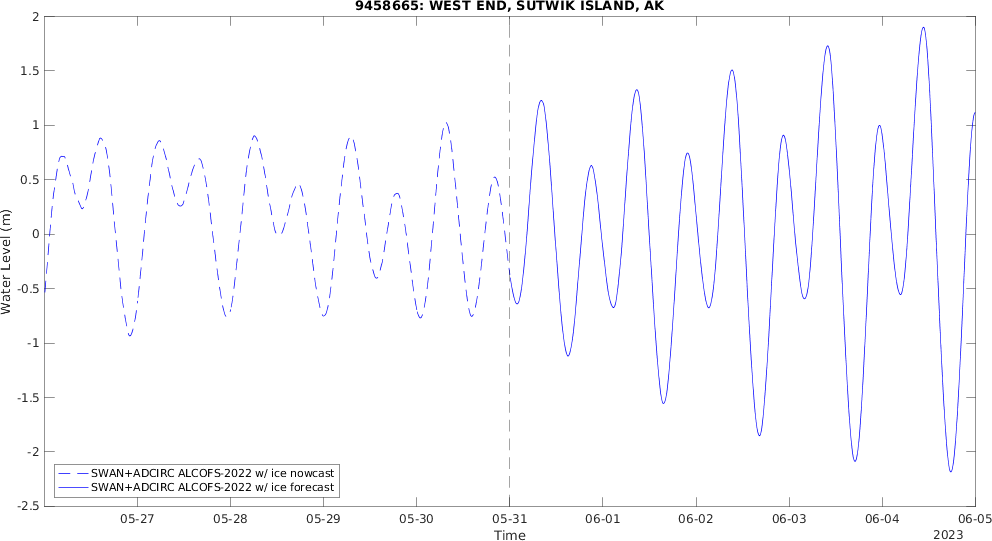 9458665: WEST END, SUTWIK ISLAND, AK
Water Level (m)
2
1.5
1
0.5
0
-0.5
-1
-1.5
-2
-2.5
SWAN+ADCIRC ALCOFS-2022 w/ ice nowcast
SWAN+ADCIRC ALCOFS-2022 w/ ice forecast
05-27 05-28 05-29 05-30 05-31 06-01 06-02 06-03 06-04 06-05
Time
2023